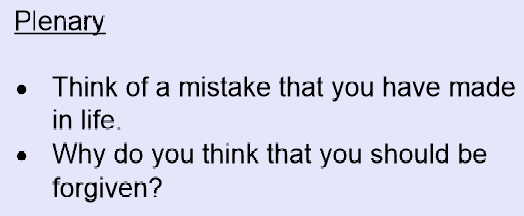 Plenary
• Think of a mistake that you have made
in life.
• Why do you think that you should be
forgiven?